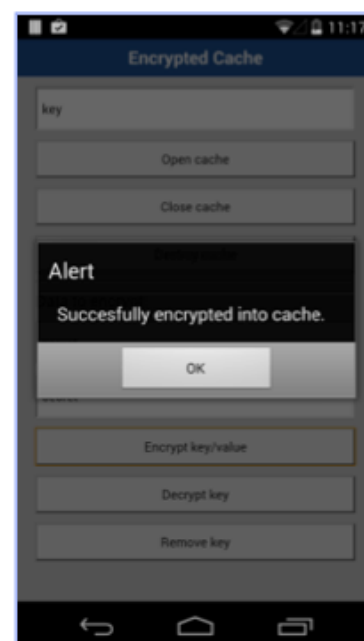 11:17
Encrypted Cache
key
Open cache
Close cache
Alert
Succesfully encrypted into cache.
OK
Encrypt key/value
Decrypt key
Remove key